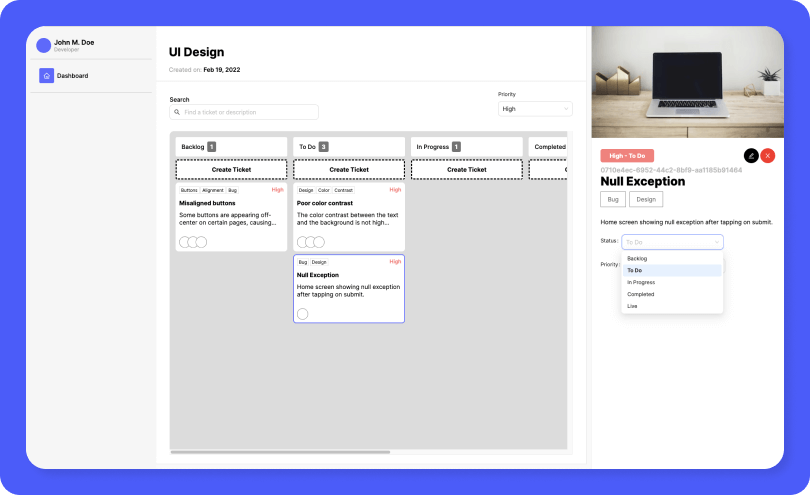 John M. Doe
Developer
Dashboard
UI Design
Created on: Feb 19, 2022
Search
Find a ticket or description
Priority
High
Backlog 1
Create Ticket
Buttons Alignment Bug High
Misaligned buttons
Some buttons are appearing off-
center on certain pages, causing...
To Do 3
Create Ticket
Design Color Contrast High
Poor color contrast
The color contrast between the text
and the background is not high...
Bug Design High
Null Exception
Home screen showing null exception
after tapping on submit.
In Progress 1
Create Ticket
Completed
High - To Do
0710e4ec-6952-44c2-8bf9-aa1185b91464
Null Exception
Bug Design
Home screen showing null exception after tapping on submit.
Status: To Do
Priority:
Backlog
To Do
In Progress
Completed
Live